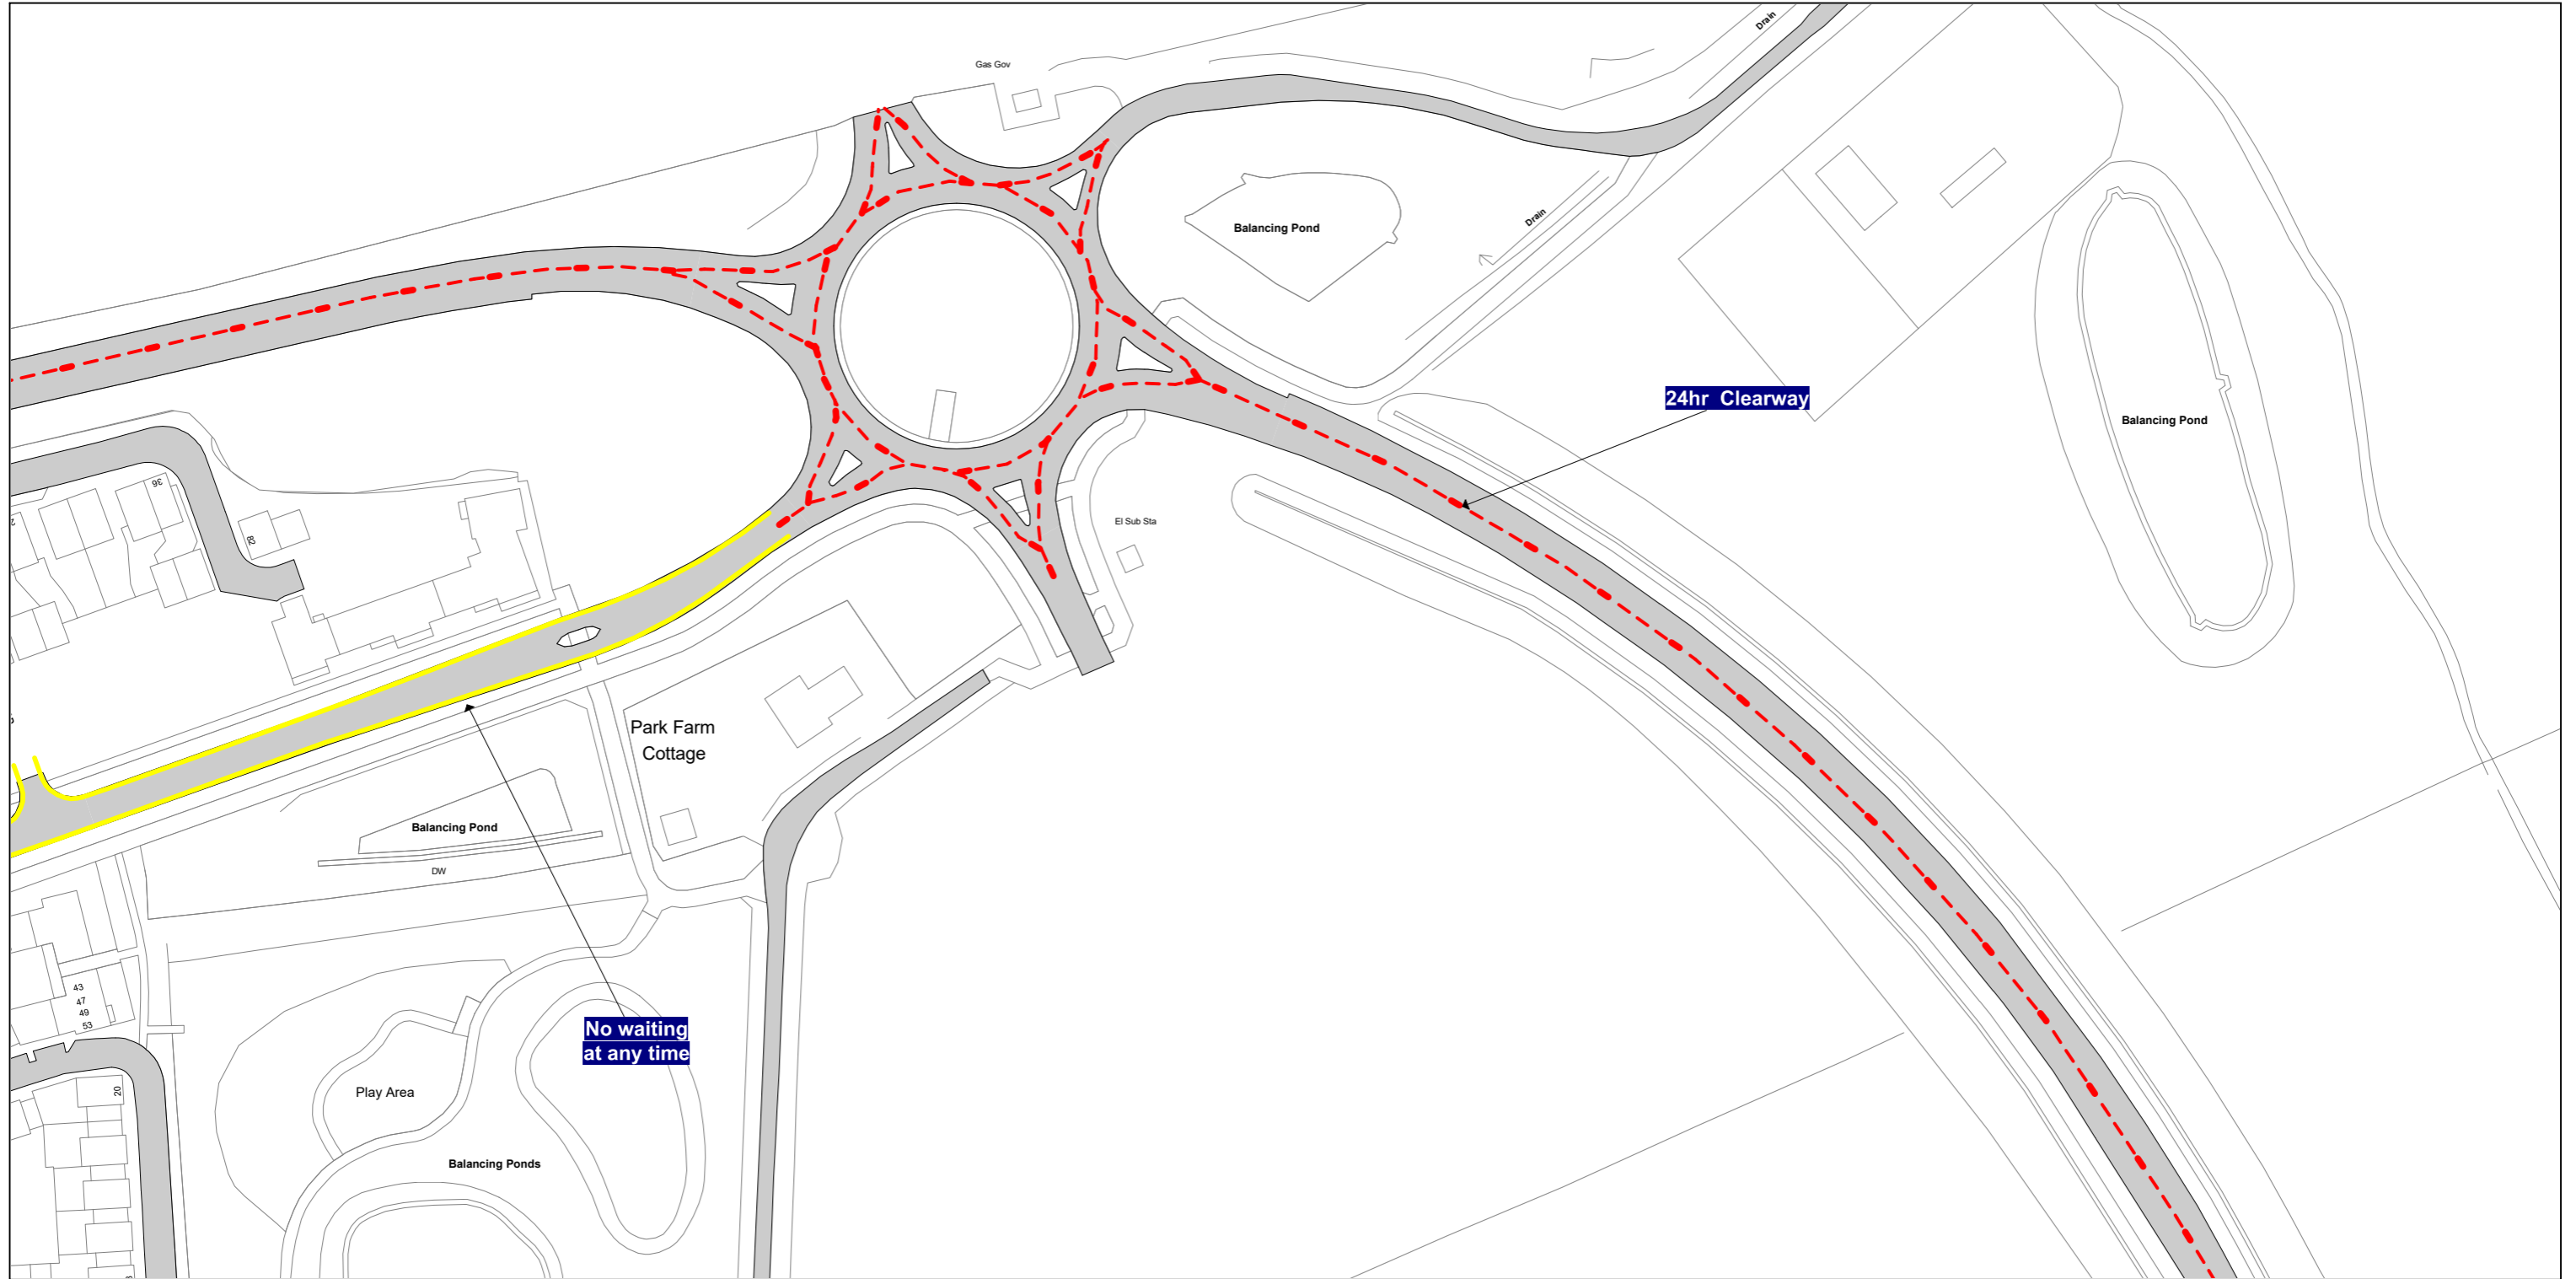 Drain
Gas Gov
Balancing Pond
Drain
24hr Clearway
Balancing Pond
36
82
El Sub Sta
Park Farm
Cottage
Balancing Pond
DW
43
47
49
53
No waiting
at any time
20
Play Area
Balancing Ponds